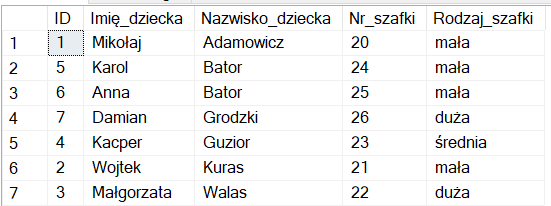 ID Imię_dziecka Nazwisko_dziecka Nr_szafki Rodzaj_szafki
1 1 Mikołaj Adamowicz 20 mała
2 5 Karol Bator 24 mała
3 6 Anna Bator 25 mała
4 7 Damian Grodzki 26 duża
5 4 Kacper Guzior 23 średnia
6 2 Wojtek Kuras 21 mała
7 3 Małgorzata Walas 22 duża